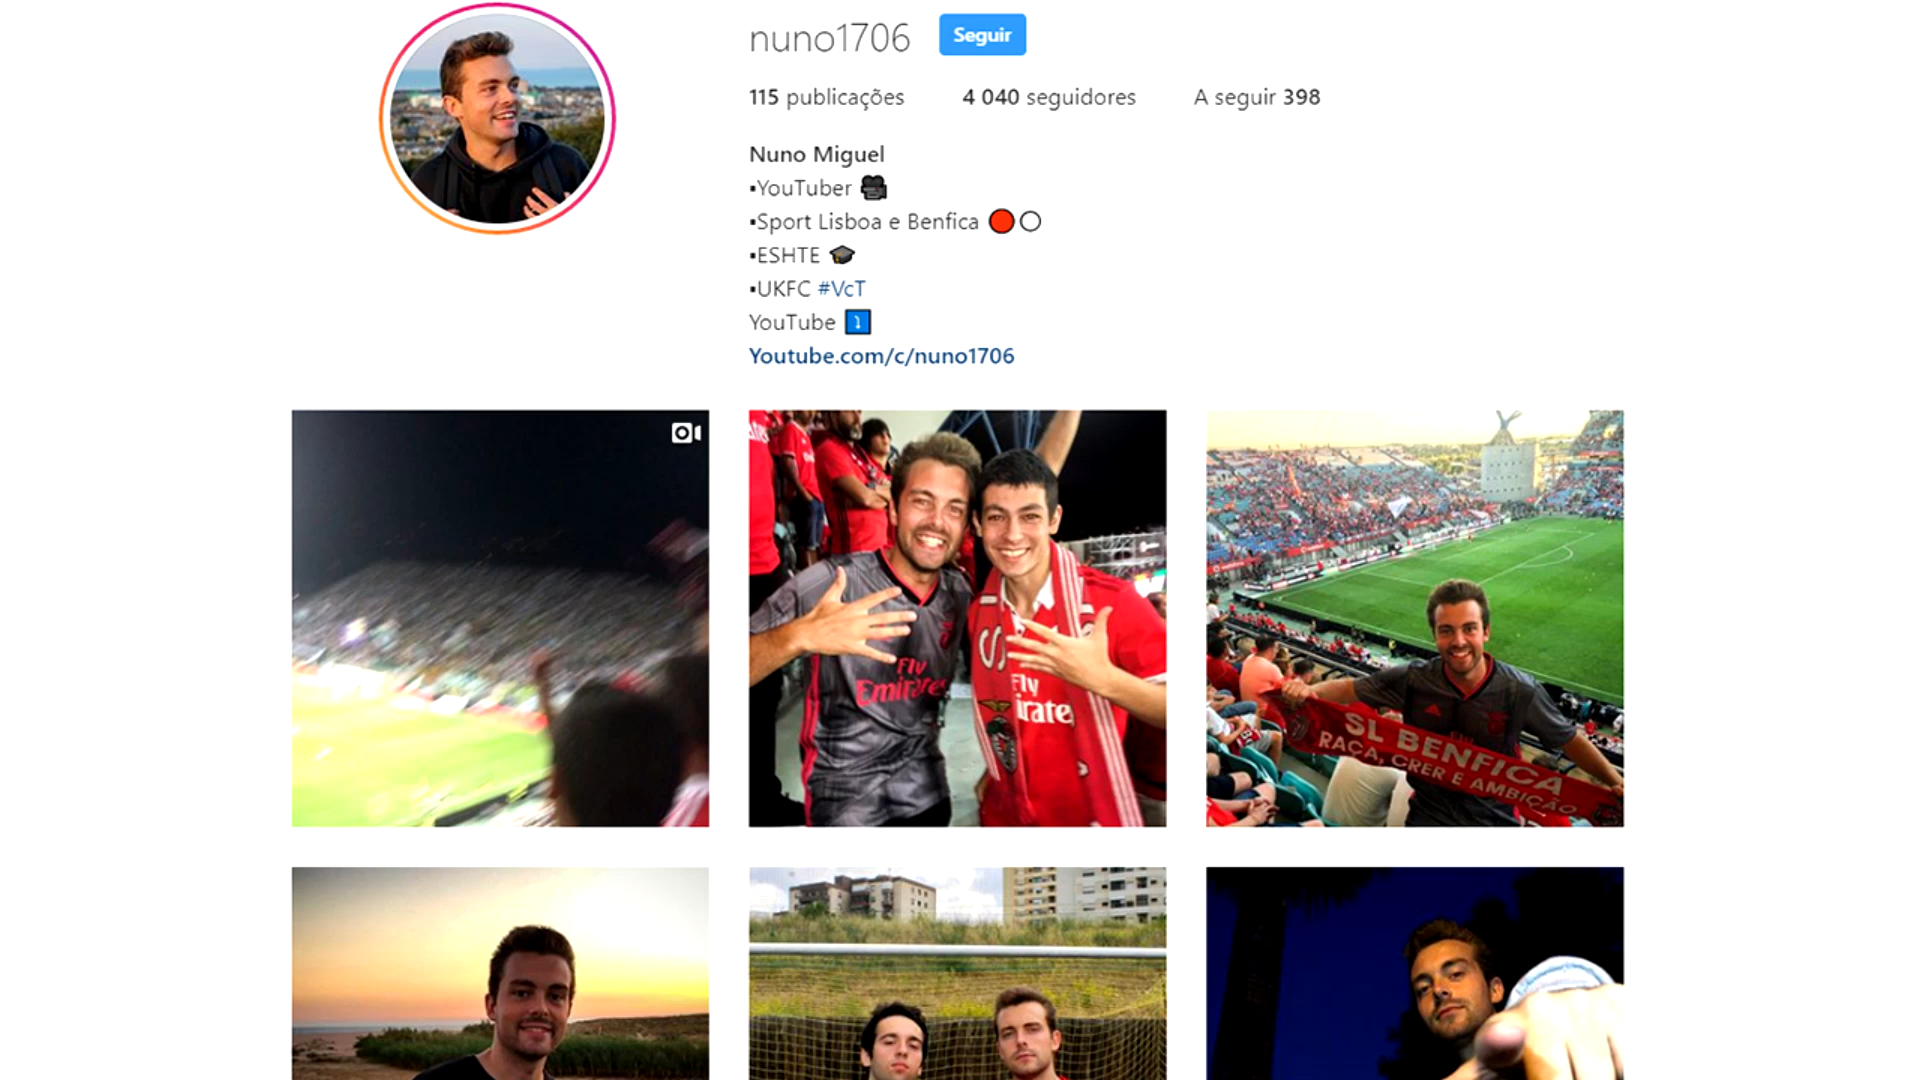 nuno1706 Seguir
115 publicações 4 040 seguidores A seguir 398
Nuno Miguel
▪YouTuber 🎥
▪Sport Lisboa e Benfica 🔴⚪
▪ESHTE 🎓
▪UKFC #VcT
YouTube ⤵
Youtube.com/c/nuno1706
Fly
Emirates
Fly
irate
SL BENFICA
RAÇA, CRER E AMBIÇÃO